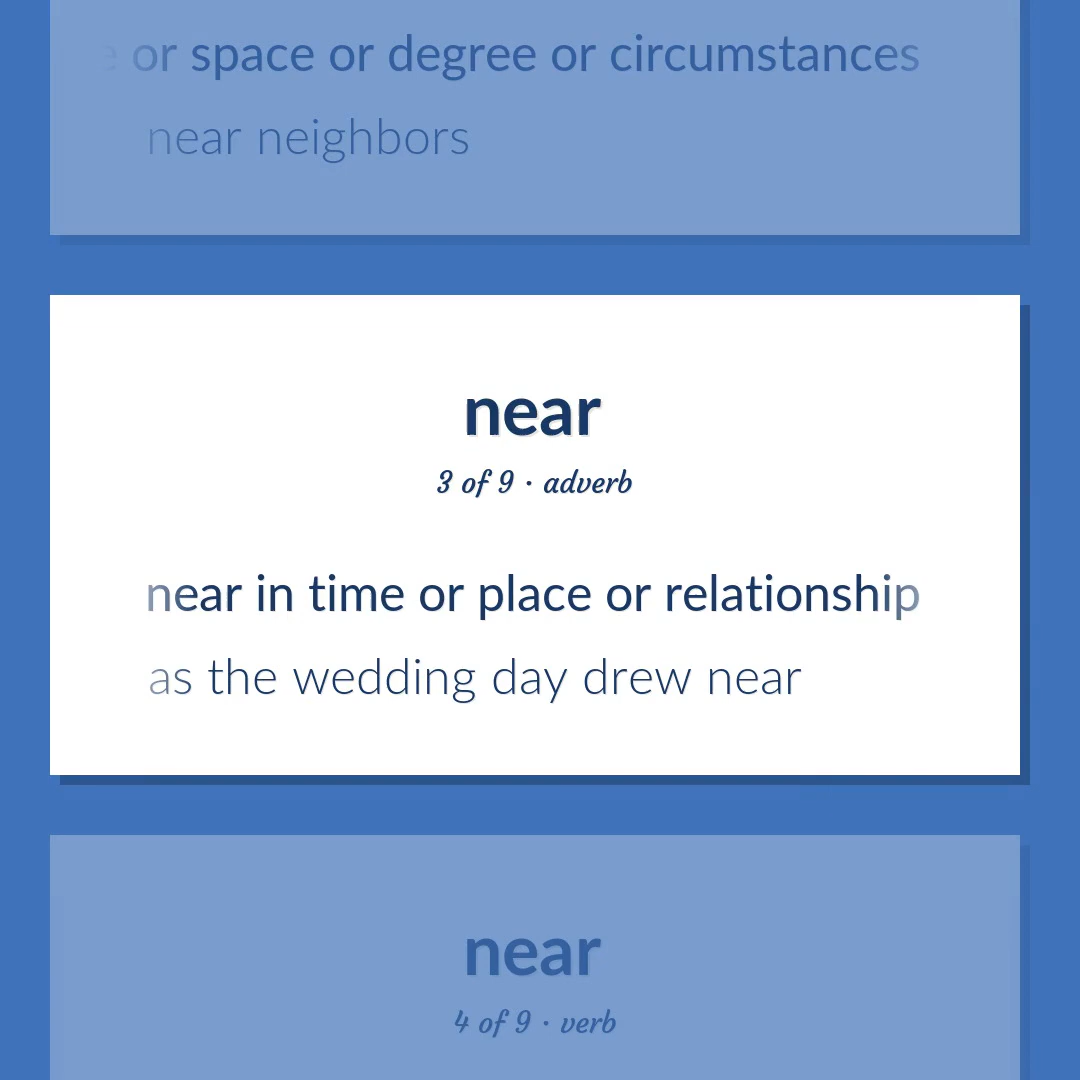 or space or degree or circumstances
near neighbors
near
3 of 9 · adverb
near in time or place or relationship
as the wedding day drew near
near
4 of 9 · verb